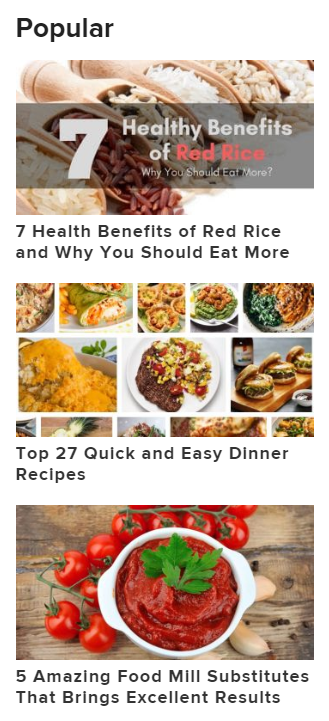 Popular
7 Healthy Benefits
of Red Rice
Why You Should Eat More?
7 Health Benefits of Red Rice
and Why You Should Eat More
Top 27 Quick and Easy Dinner
Recipes
5 Amazing Food Mill Substitutes
That Brings Excellent Results